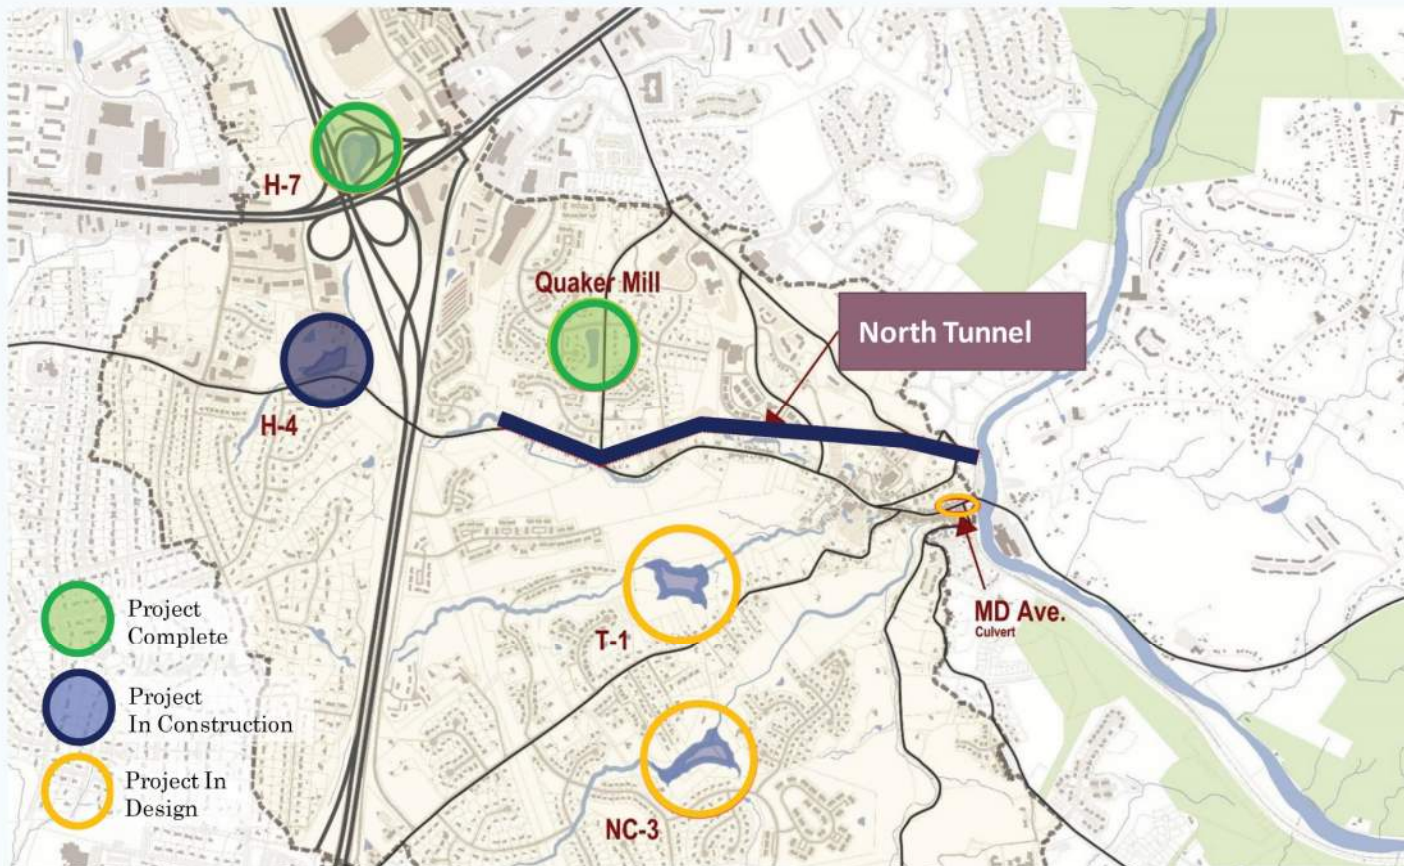 H-7
Quaker Mill
North Tunnel
H-4
MD Ave.
Culvert
T-1
NC-3
Project
Complete
Project
In Construction
Project In
Design